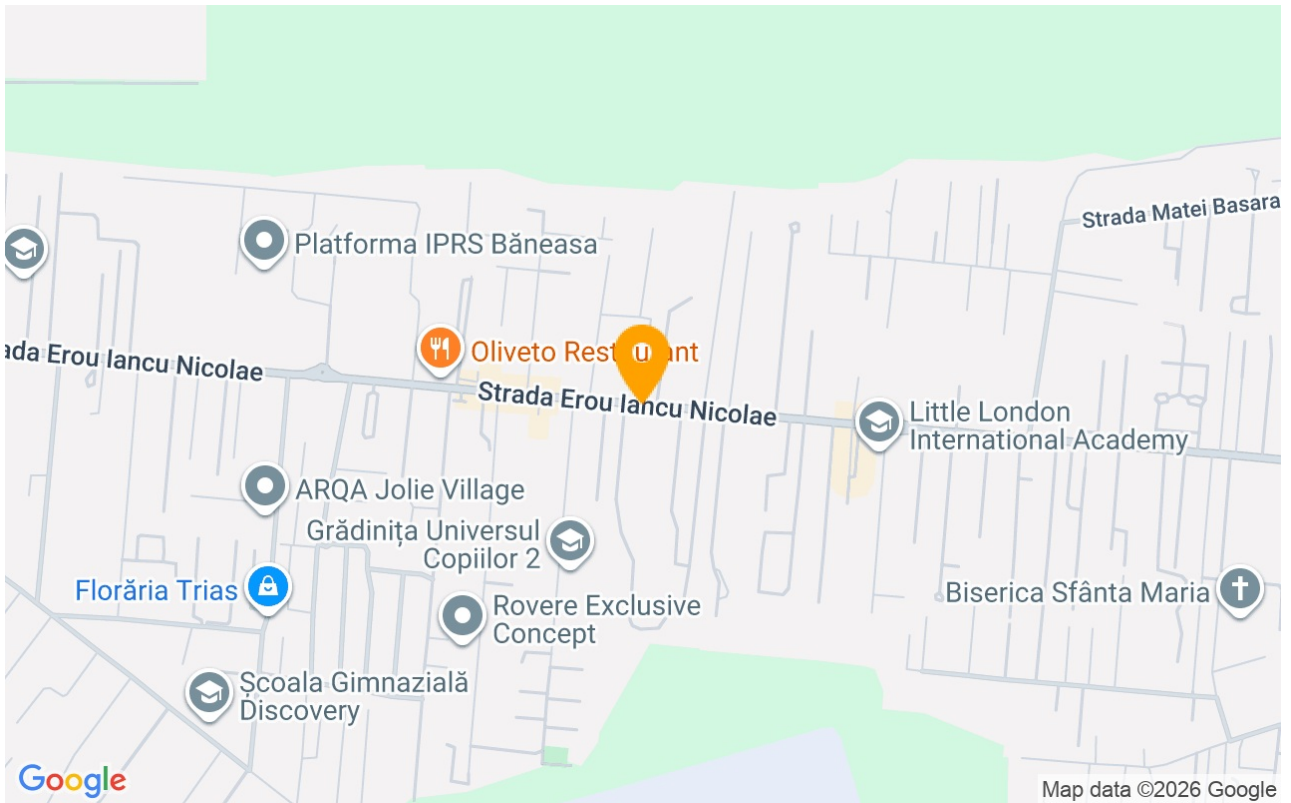 Strada Matei Basara
Platforma IPRS Băneasa
ada Erou Iancu Nicolae
Oliveto Restaurant
Strada Erou Iancu Nicolae
Little London
International Academy
ARQA Jolie Village
Grădinița Universul
Copiilor 2
Florăria Trias
Rovere Exclusive
Concept
Biserica Sfânta Maria
Școala Gimnazială
Discovery
Google
Map data ©2026 Google